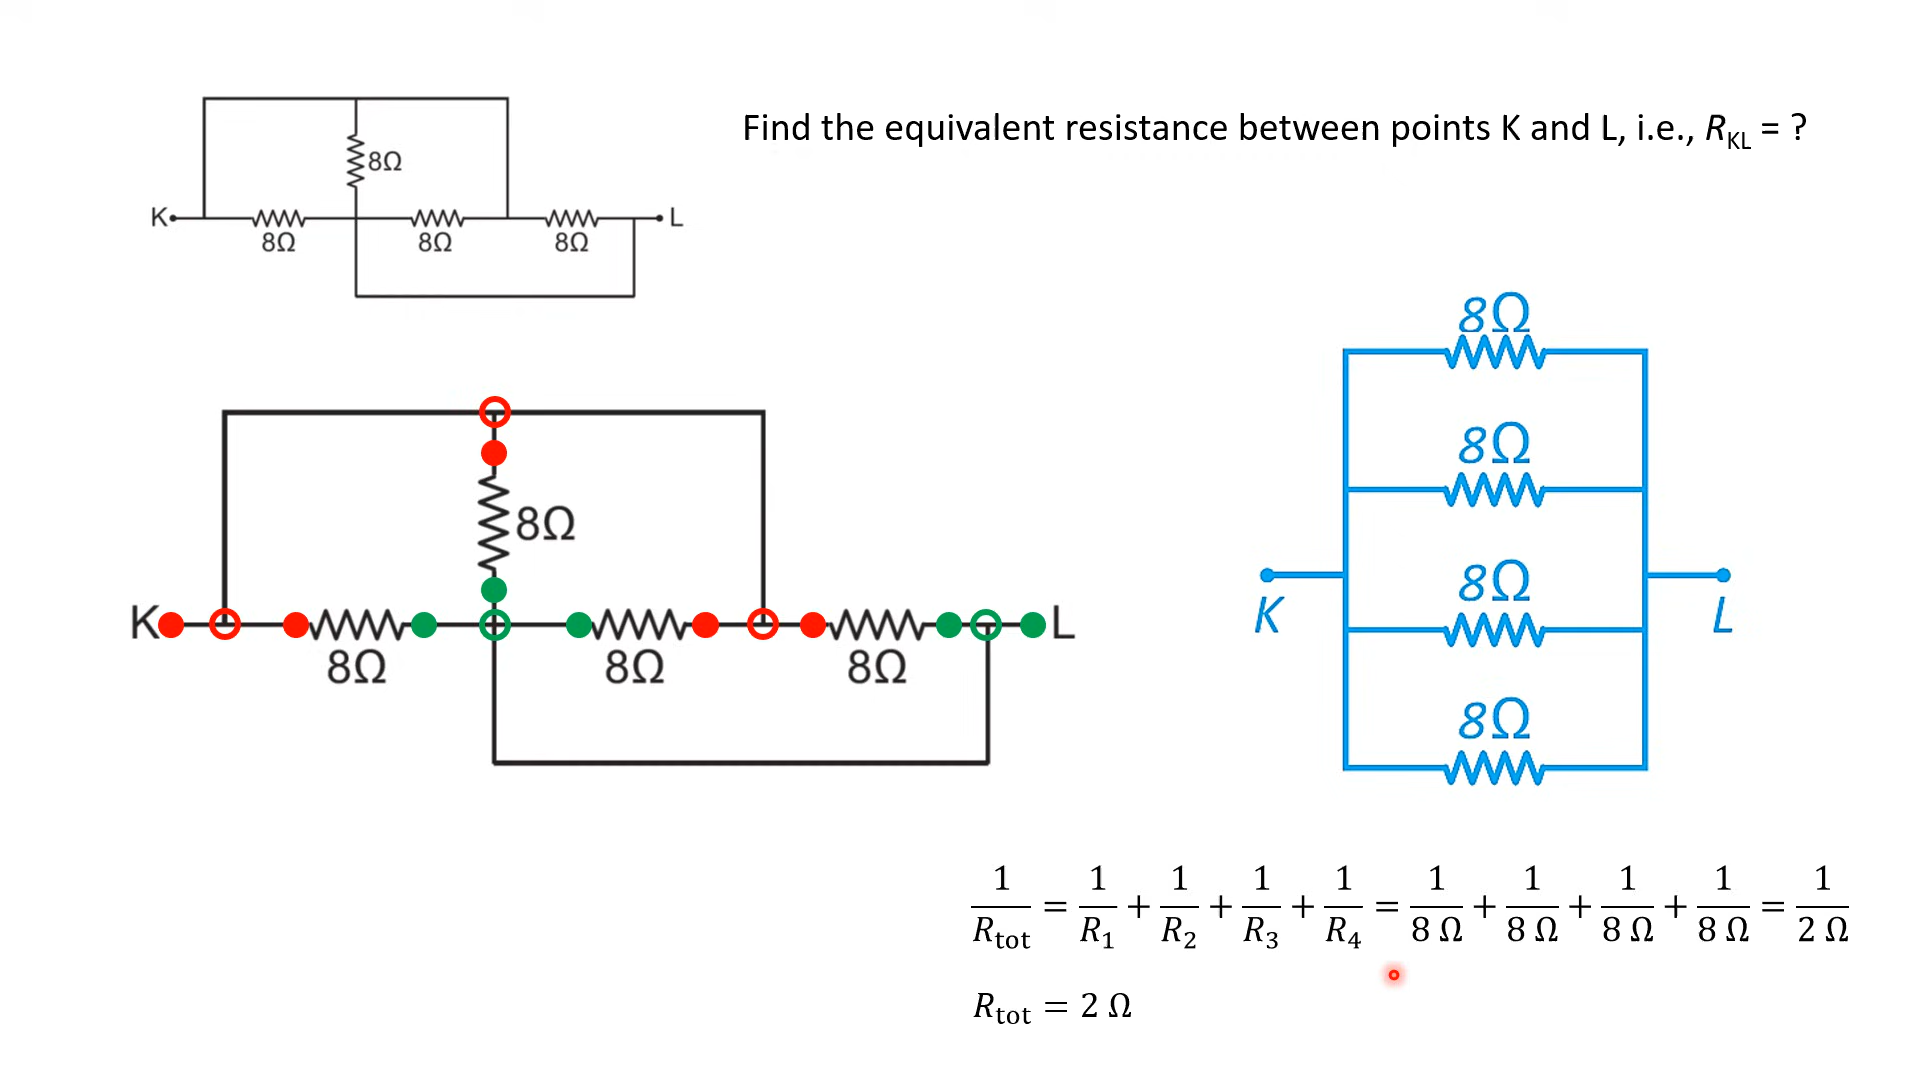 Find the equivalent resistance between points K and L, i.e., R_KL = ?
8Ω
K
L
8Ω
8Ω
8Ω
8Ω
K
L
8Ω
8Ω
8Ω
8Ω
8Ω
8Ω
K
L
8Ω
1/R_tot = 1/R_1 + 1/R_2 + 1/R_3 + 1/R_4 = 1/8 Ω + 1/8 Ω + 1/8 Ω + 1/8 Ω = 1/2 Ω
R_tot = 2 Ω